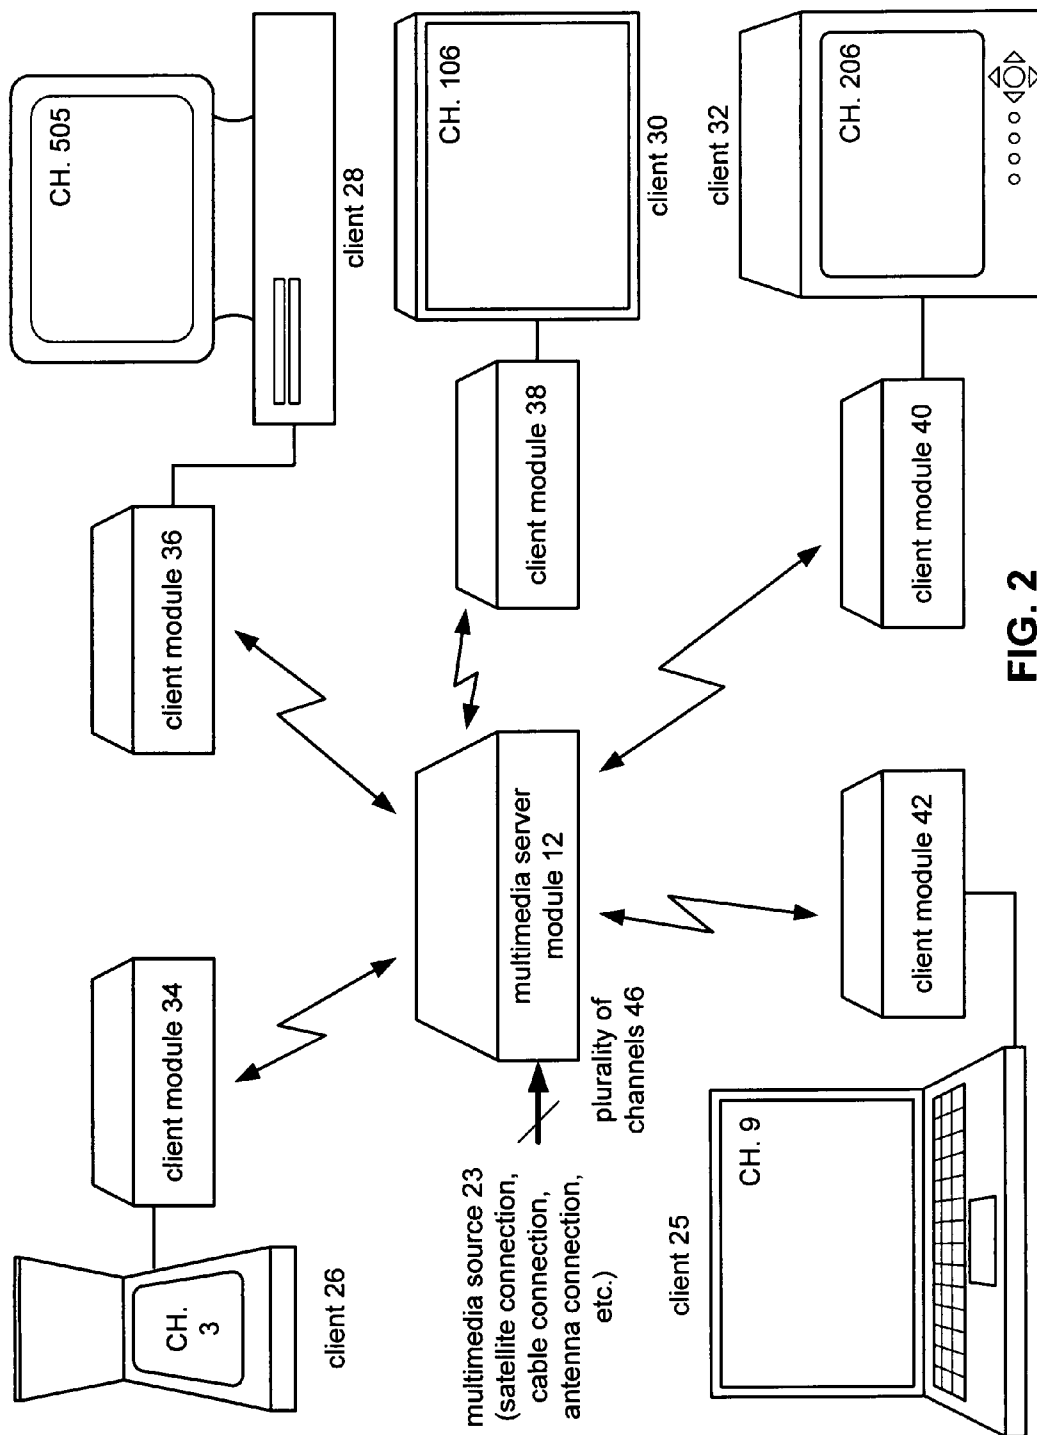 CH.
3
client 26
client module 34
client module 36
CH. 505
client 28
multimedia source 23
(satellite connection,
cable connection,
antenna connection,
etc.)
plurality of
channels 46
multimedia server
module 12
client module 38
CH. 106
client 30
client 25
CH. 9
client module 42
client module 40
client 32
CH. 206
FIG. 2